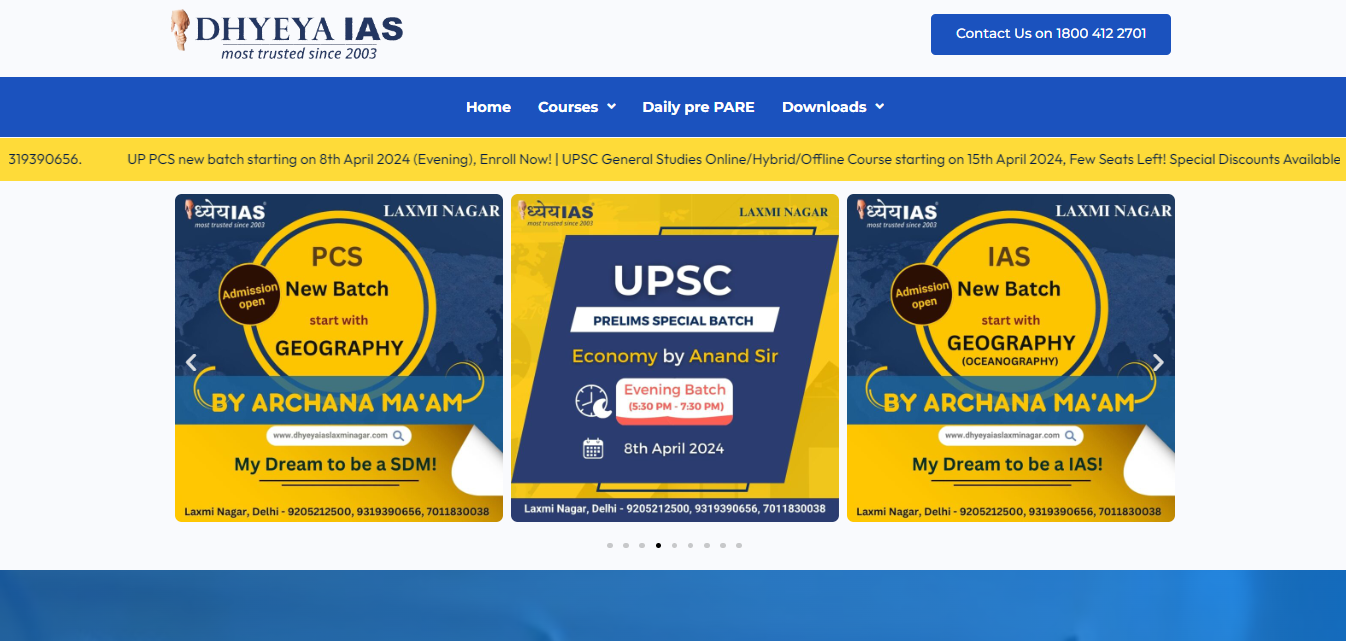 DHYEYA IAS
most trusted since 2003
Contact Us on 1800 412 2701
Home Courses Daily pre PARE Downloads
319390656. UP PCS new batch starting on 8th April 2024 (Evening), Enroll Now! | UPSC General Studies Online/Hybrid/Offline Course starting on 15th April 2024, Few Seats Left! Special Discounts Available
ध्येयIAS
most trusted since 2003
LAXMI NAGAR
PCS
Admission
open
New Batch
start with
GEOGRAPHY
BY ARCHANA MA'AM
www.dhyeyaiaslaxminagar.com
My Dream to be a SDM!
Laxmi Nagar, Delhi - 9205212500, 9319390656, 7011830038
ध्येयIAS
most trusted since 2003
LAXMI NAGAR
UPSC
PRELIMS SPECIAL BATCH
Economy by Anand Sir
Evening Batch
(5:30 PM - 7:30 PM)
8th April 2024
Laxmi Nagar, Delhi - 9205212500, 9319390656, 7011830038
ध्येयIAS
most trusted since 2003
LAXMI NAGAR
IAS
Admission
open
New Batch
start with
GEOGRAPHY
(OCEANOGRAPHY)
BY ARCHANA MA'AM
www.dhyeyaiaslaxminagar.com
My Dream to be a IAS!
Laxmi Nagar, Delhi - 9205212500, 9319390656, 7011830038